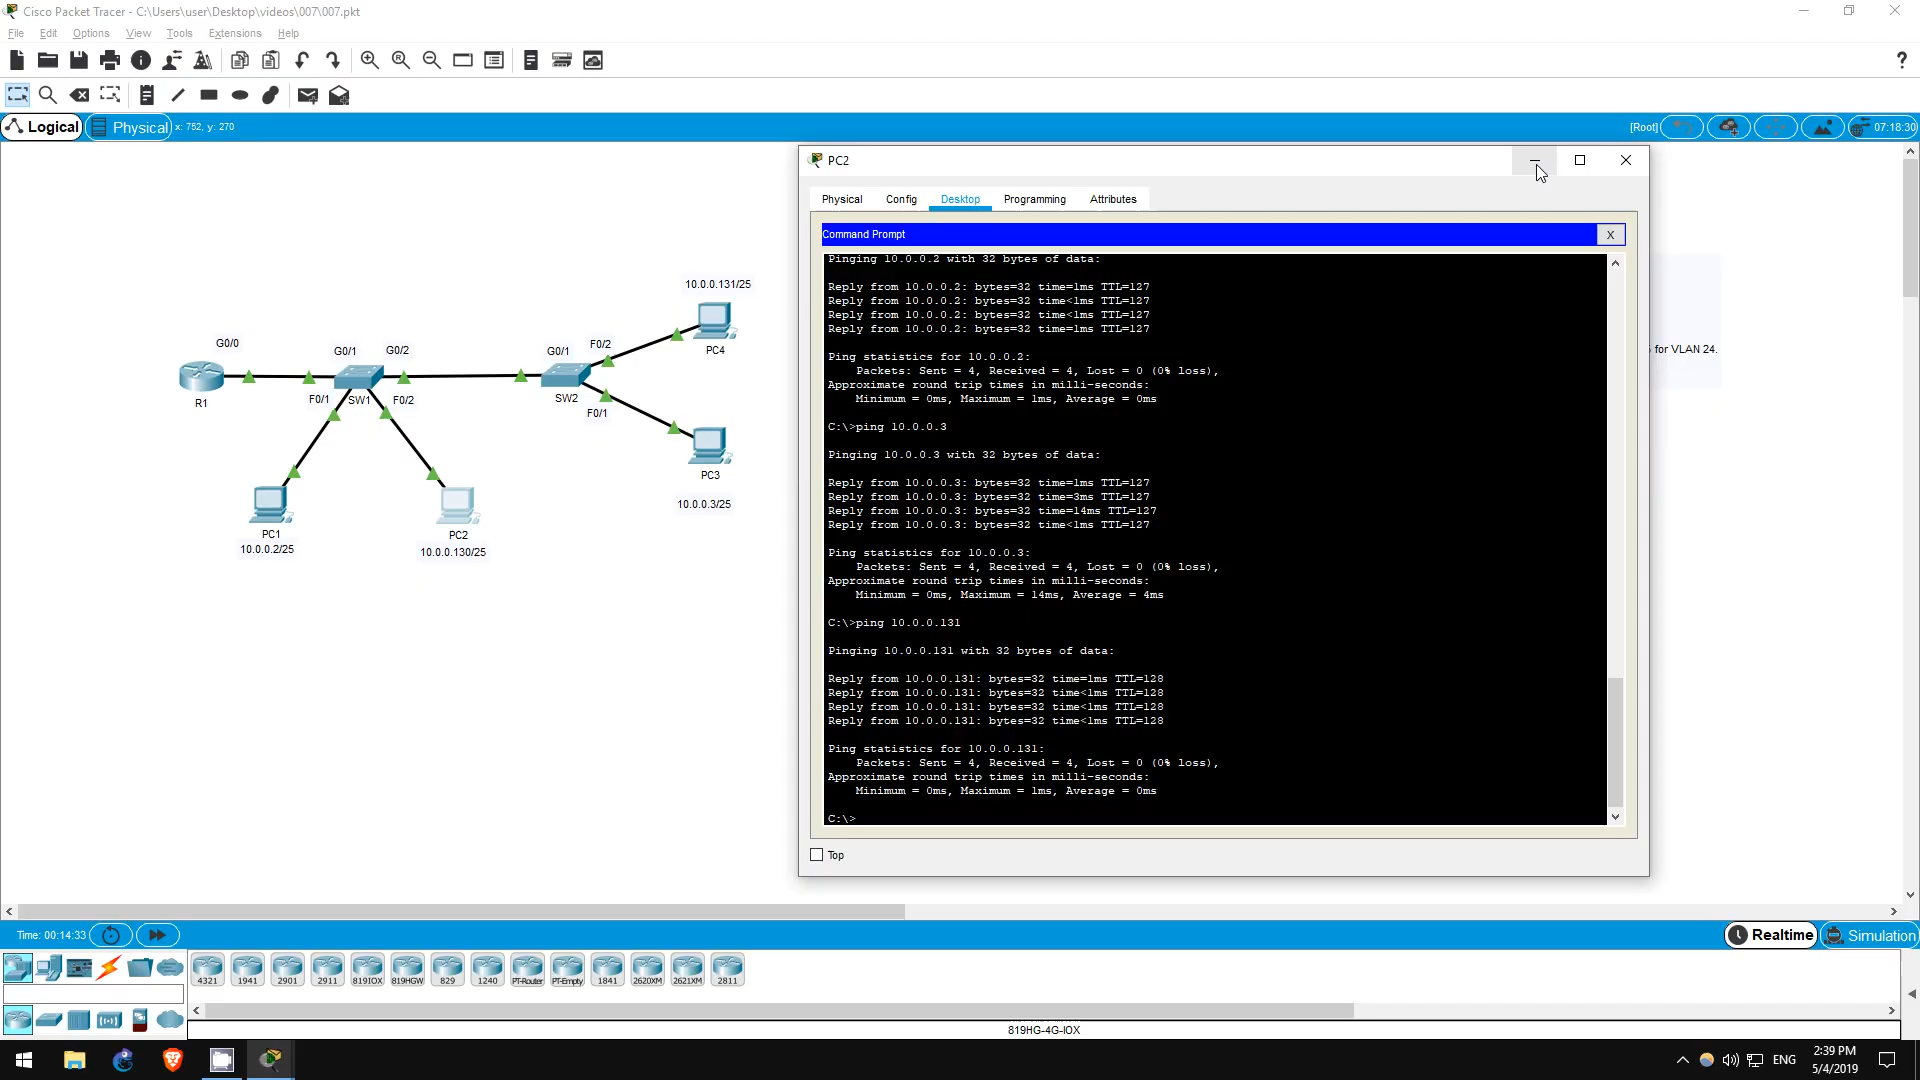 Cisco Packet Tracer - C:\Users\user\Desktop\videos\007\007.pkt
File Edit Options View Tools Extensions Help
Logical Physical x: 752, y: 270 [Root] 07:18:30
PC2
Physical Config Desktop Programming Attributes
Command Prompt X
Pinging 10.0.0.2 with 32 bytes of data:
Reply from 10.0.0.2: bytes=32 time=1ms TTL=127
Reply from 10.0.0.2: bytes=32 time<1ms TTL=127
Reply from 10.0.0.2: bytes=32 time<1ms TTL=127
Reply from 10.0.0.2: bytes=32 time=1ms TTL=127
Ping statistics for 10.0.0.2:
Packets: Sent = 4, Received = 4, Lost = 0 (0% loss),
Approximate round trip times in milli-seconds:
Minimum = 0ms, Maximum = 1ms, Average = 0ms
C:\>ping 10.0.0.3
Pinging 10.0.0.3 with 32 bytes of data:
Reply from 10.0.0.3: bytes=32 time=1ms TTL=127
Reply from 10.0.0.3: bytes=32 time=3ms TTL=127
Reply from 10.0.0.3: bytes=32 time=14ms TTL=127
Reply from 10.0.0.3: bytes=32 time<1ms TTL=127
Ping statistics for 10.0.0.3:
Packets: Sent = 4, Received = 4, Lost = 0 (0% loss),
Approximate round trip times in milli-seconds:
Minimum = 0ms, Maximum = 14ms, Average = 4ms
C:\>ping 10.0.0.131
Pinging 10.0.0.131 with 32 bytes of data:
Reply from 10.0.0.131: bytes=32 time=1ms TTL=128
Reply from 10.0.0.131: bytes=32 time<1ms TTL=128
Reply from 10.0.0.131: bytes=32 time<1ms TTL=128
Reply from 10.0.0.131: bytes=32 time<1ms TTL=128
Ping statistics for 10.0.0.131:
Packets: Sent = 4, Received = 4, Lost = 0 (0% loss),
Approximate round trip times in milli-seconds:
Minimum = 0ms, Maximum = 1ms, Average = 0ms
C:\>
Top
10.0.0.131/25
PC4
G0/0
G0/1 G0/2
G0/1 F0/2
R1
F0/1 SW1 F0/2
SW2
F0/1
PC3
10.0.0.3/25
PC1
10.0.0.2/25
PC2
10.0.0.130/25
for VLAN 24.
Time: 00:14:33 Realtime Simulation
4321 1941 2901 2911 819IOX 819HGW 829 1240 PT-Router PT-Empty 1841 2620XM 2621XM 2811
819HG-4G-IOX
ENG
2:39 PM
5/4/2019